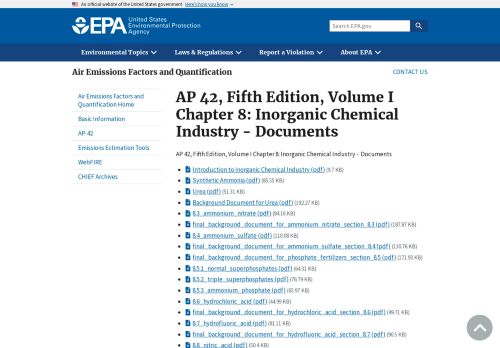 An official website of the United States government Here's how you know
EPA United States
Environmental Protection
Agency
Search EPA.gov
Environmental Topics Laws & Regulations Report a Violation About EPA
Air Emissions Factors and Quantification
CONTACT US
Air Emissions Factors and
Quantification Home
Basic Information
AP-42
Emissions Estimation Tools
WebFIRE
CHIEF Archives
AP 42, Fifth Edition, Volume I
Chapter 8: Inorganic Chemical
Industry - Documents
AP 42, Fifth Edition, Volume I Chapter 8: Inorganic Chemical Industry - Documents
Introduction to Inorganic Chemical Industry (pdf) (9.7 KB)
Synthetic Ammonia (pdf) (85.55 KB)
Urea (pdf) (51.31 KB)
Background Document for Urea (pdf) (192.27 KB)
8.3_ammonium_nitrate (pdf) (84.16 KB)
final_background_document_for_ammonium_nitrate_section_8.3 (pdf) (187.87 KB)
8.4_ammonium_sulfate (pdf) (110.08 KB)
final_background_document_for_ammonium_sulfate_section_8.4 (pdf) (130.76 KB)
final_background_document_for_phosphate_fertilizers_section_8.5 (pdf) (171.93 KB)
8.5.1_normal_superphosphates (pdf) (64.31 KB)
8.5.2_triple_superphosphates (pdf) (76.79 KB)
8.5.3_ammonium_phosphate (pdf) (65.97 KB)
8.6_hydrochloric_acid (pdf) (44.99 KB)
final_background_document_for_hydrochloric_acid_section_8.6 (pdf) (49.71 KB)
8.7_hydrofluoric_acid (pdf) (81.11 KB)
final_background_document_for_hydrofluoric_acid_section_8.7 (pdf) (90.5 KB)
8.8_nitric_acid (pdf) (50.4 KB)